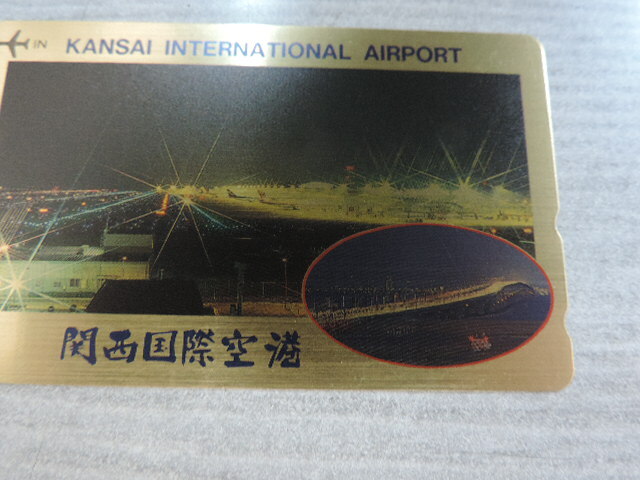 IN KANSAI INTERNATIONAL AIRPORT
関西国際空港